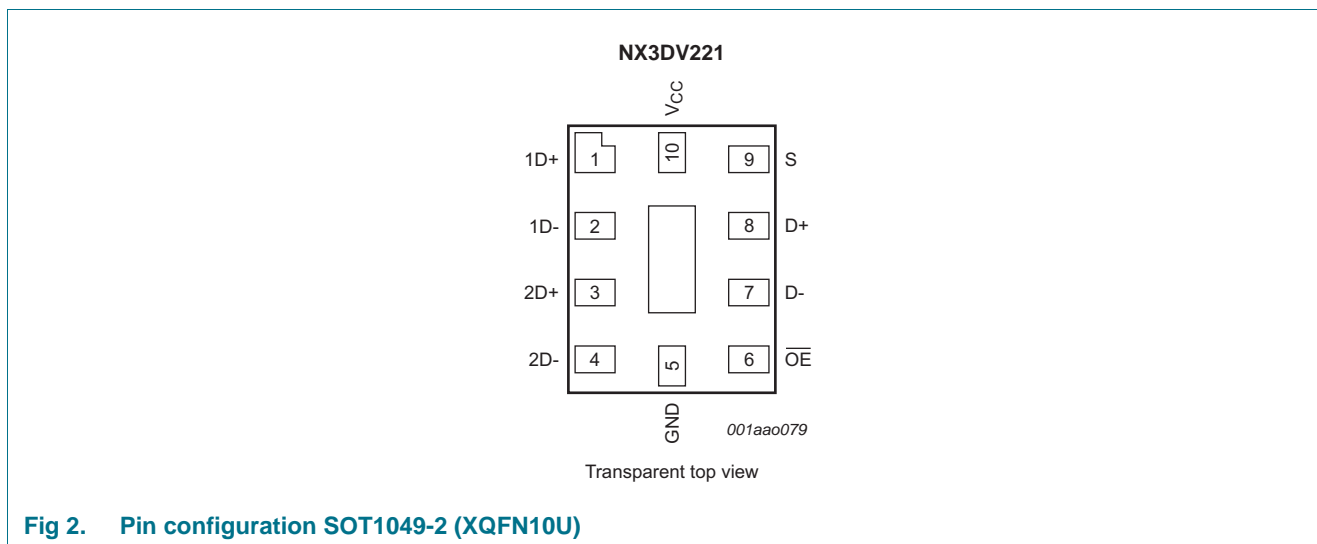 NX3DV221
VCC
1D+ 1 10 9 S
1D- 2 8 D+
2D+ 3 7 D-
2D- 4 5 6 O̅E̅
GND
001aao079
Transparent top view
Fig 2. Pin configuration SOT1049-2 (XQFN10U)